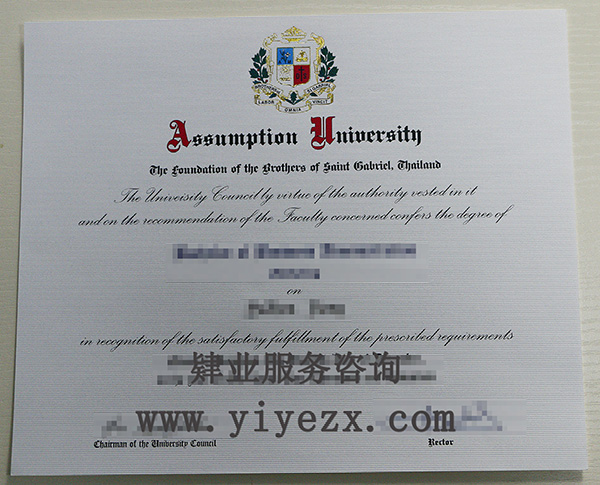 LABOR OMNIA VINCIT
Assumption University
The Foundation of the Brothers of Saint Gabriel, Thailand
The University Council by virtue of the authority vested in it
and on the recommendation of the Faculty concerned confers the degree of
on
in recognition of the satisfactory fulfillment of the prescribed requirements
肄业服务咨询
www.yiyezx.com
Chairman of the University Council
Rector